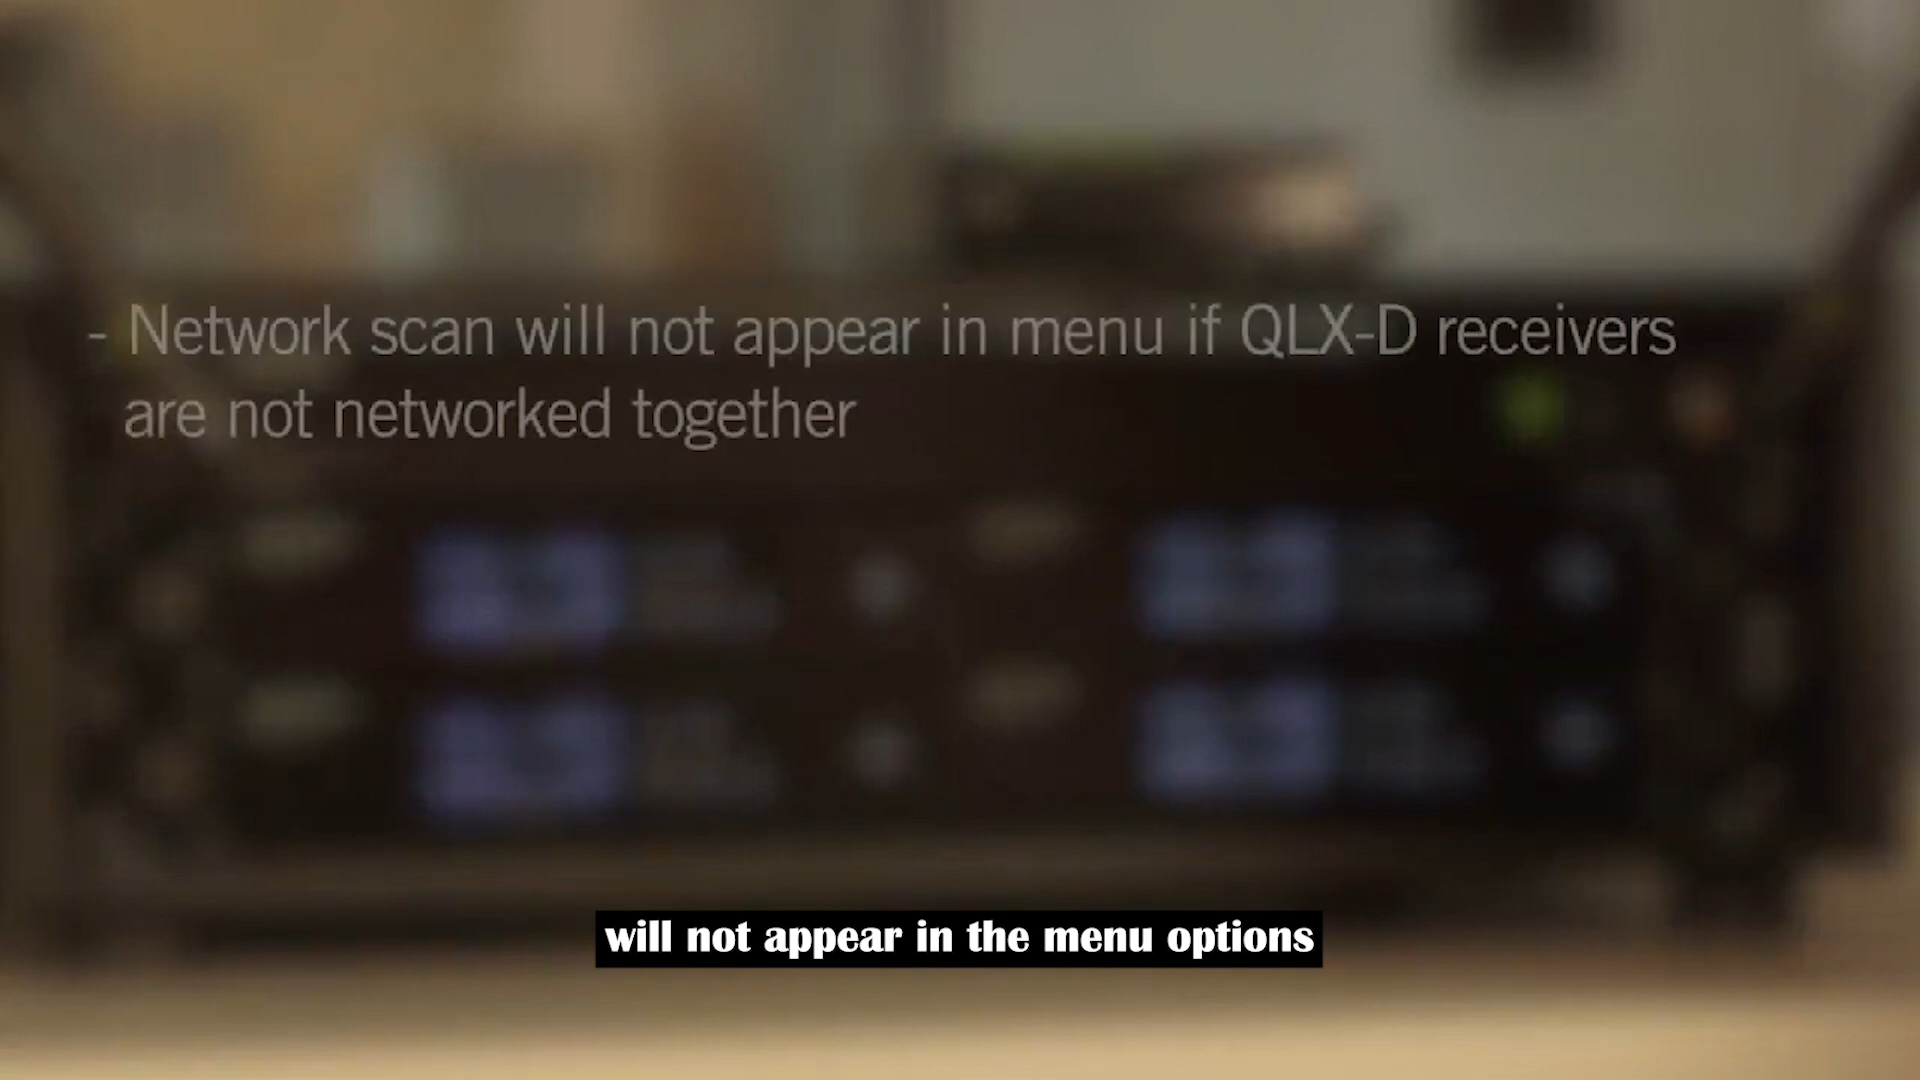 - Network scan will not appear in menu if QLX-D receivers
are not networked together
will not appear in the menu options